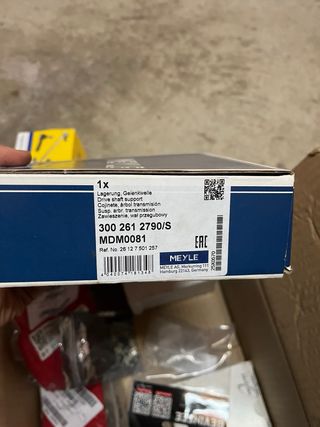 1x
Lagerung, Gelenkwelle
Drive shaft support
Cojinete, árbol transmisión
Susp. arbr. transmission
Zawieszenie, wał przegubowy
300 261 2790/S
MDM0081
Ref. No. 26 12 7 501 257
EAC
MEYLE
MEYLE AG, Merkurring 111
Hamburg 22143, Germany